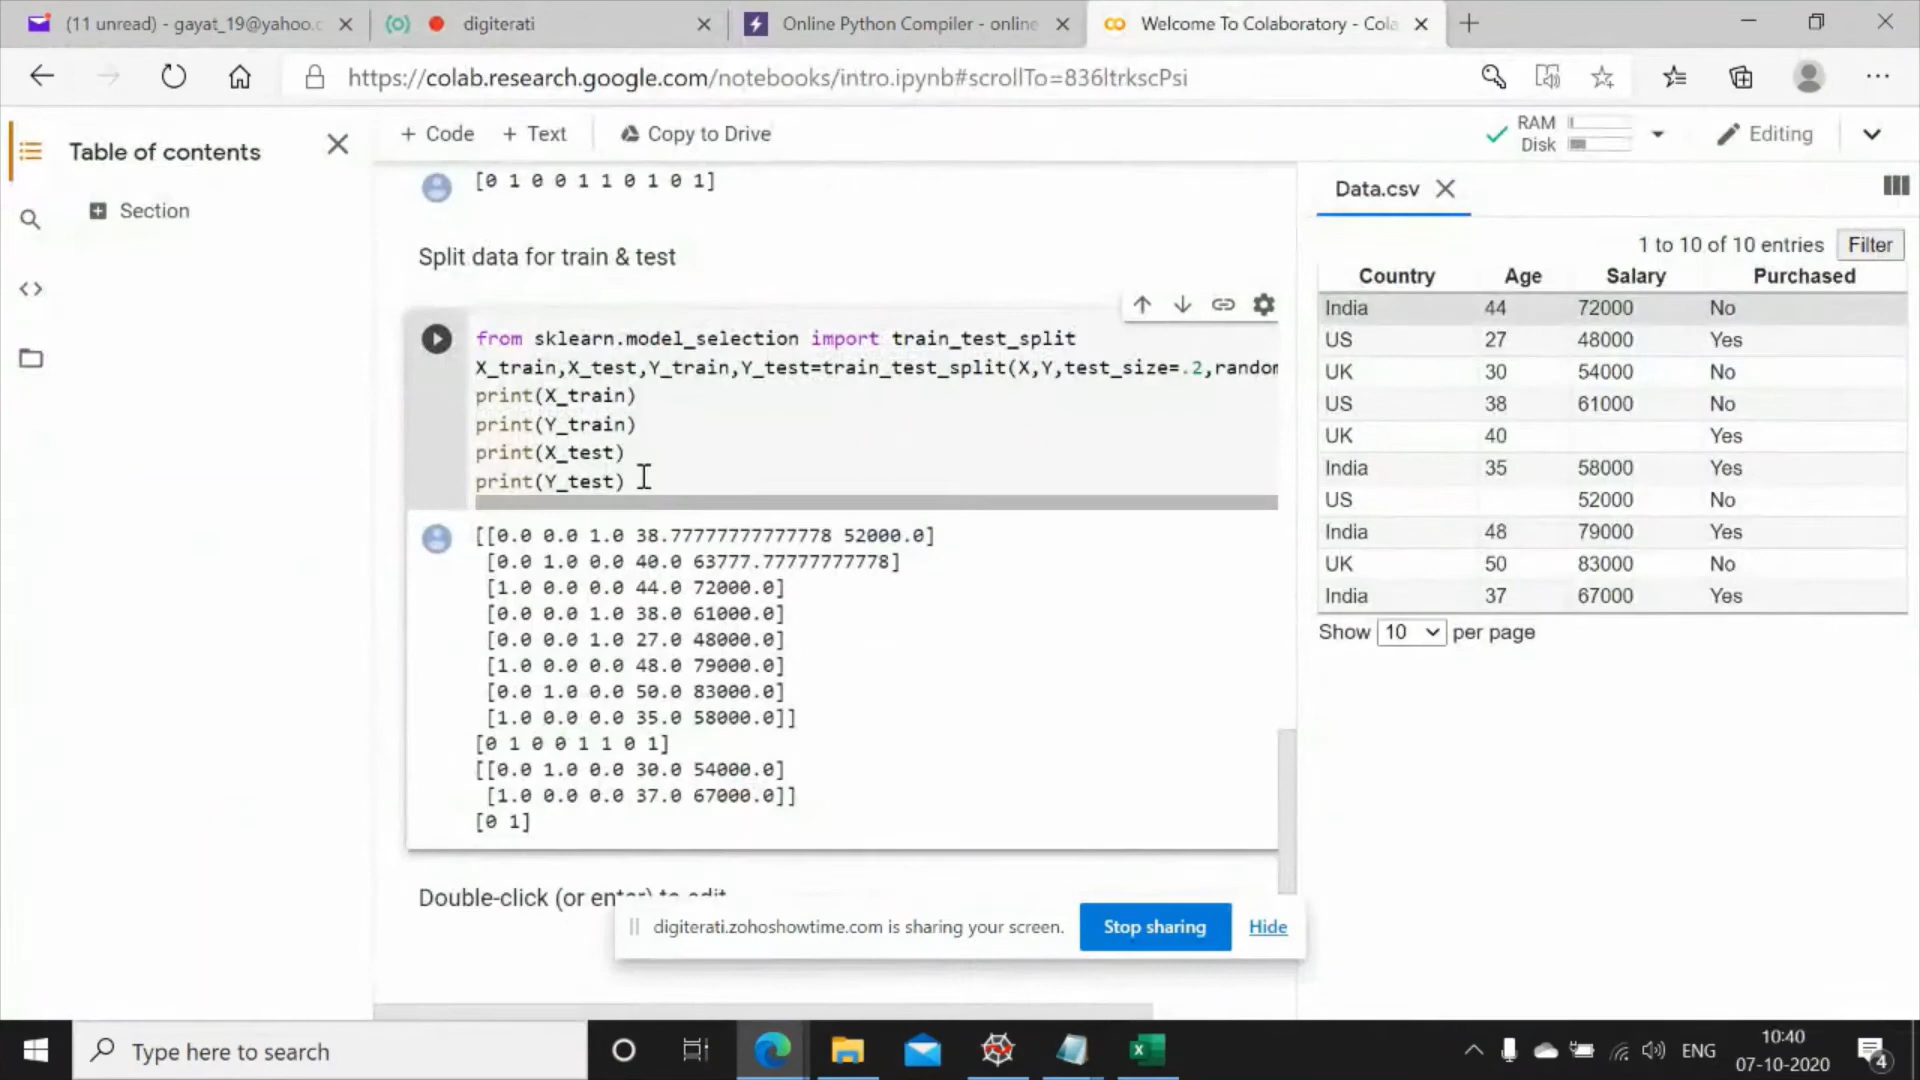 (11 unread) - gayat_19@yahoo.c
digiterati
Online Python Compiler - online
Welcome To Colaboratory - Cola
https://colab.research.google.com/notebooks/intro.ipynb#scrollTo=836ltrkscPsi
Table of contents
Section
+ Code + Text Copy to Drive
RAM
Disk
Editing
[0 1 0 0 1 1 0 1 0 1]
Split data for train & test
from sklearn.model_selection import train_test_split
X_train,X_test,Y_train,Y_test=train_test_split(X,Y,test_size=.2,random
print(X_train)
print(Y_train)
print(X_test)
print(Y_test)
[[0.0 0.0 1.0 38.77777777777778 52000.0]
[0.0 1.0 0.0 40.0 63777.77777777778]
[1.0 0.0 0.0 44.0 72000.0]
[0.0 0.0 1.0 38.0 61000.0]
[0.0 0.0 1.0 27.0 48000.0]
[1.0 0.0 0.0 48.0 79000.0]
[0.0 1.0 0.0 50.0 83000.0]
[1.0 0.0 0.0 35.0 58000.0]]
[0 1 0 0 1 1 0 1]
[[0.0 1.0 0.0 30.0 54000.0]
[1.0 0.0 0.0 37.0 67000.0]]
[0 1]
Double-click (or enter) to edit
Data.csv
1 to 10 of 10 entries Filter
Country Age Salary Purchased
India 44 72000 No
US 27 48000 Yes
UK 30 54000 No
US 38 61000 No
UK 40 Yes
India 35 58000 Yes
US 52000 No
India 48 79000 Yes
UK 50 83000 No
India 37 67000 Yes
Show 10 per page
digiterati.zohoshowtime.com is sharing your screen. Stop sharing Hide
Type here to search
ENG
10:40
07-10-2020
4